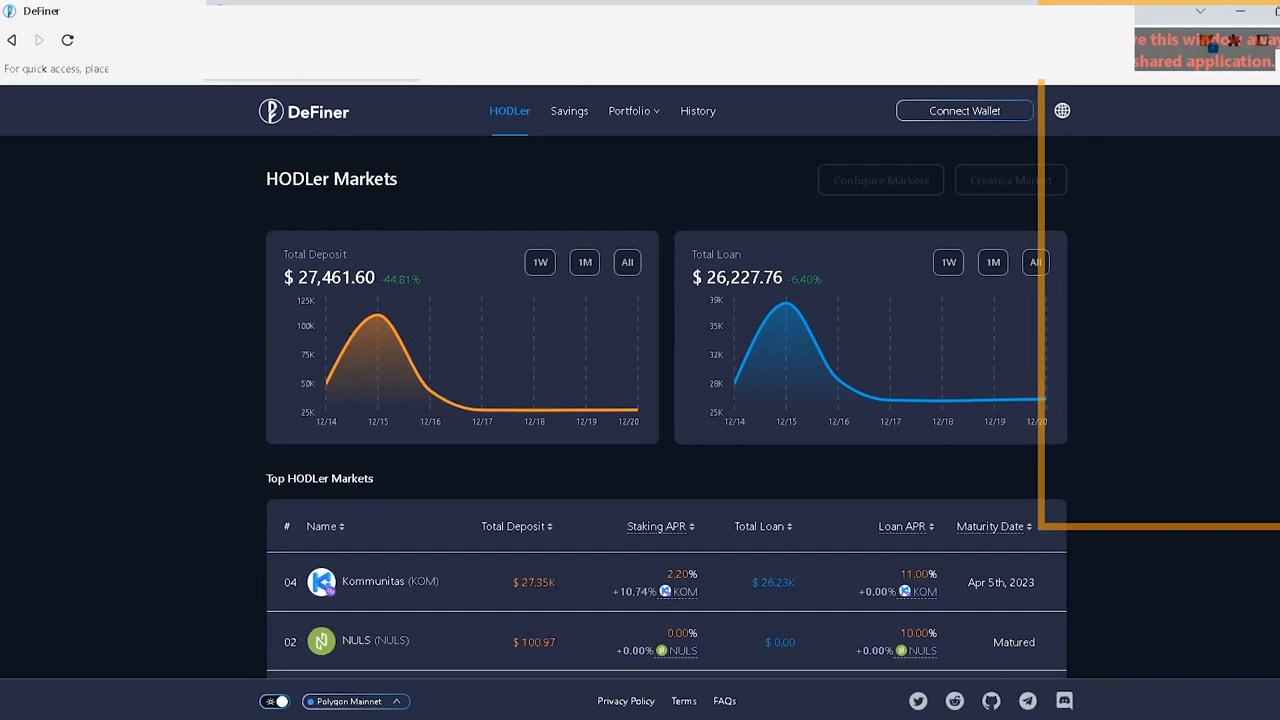 DeFiner
ve this window away
shared application.
For quick access, place
DeFiner
HODLer
Savings
Portfolio
History
Connect Wallet
HODLer Markets
Configure Markets
Create a Market
Total Deposit
$ 27,461.60 -44.81%
1W
1M
All
125K
100K
75K
50K
25K
12/14
12/15
12/16
12/17
12/18
12/19
12/20
Total Loan
$ 26,227.76 -6.40%
1W
1M
All
39K
35K
32K
28K
25K
12/14
12/15
12/16
12/17
12/18
12/19
12/20
Top HODLer Markets
# Name Total Deposit Staking APR Total Loan Loan APR Maturity Date
04 Kommunitas (KOM) $ 27.35K 2.20% +10.74% KOM $ 26.23K 11.00% +0.00% KOM Apr 5th, 2023
02 NULS (NULS) $ 100.97 0.00% +0.00% NULS $ 0.00 10.00% +0.00% NULS Matured
Polygon Mainnet
Privacy Policy
Terms
FAQs